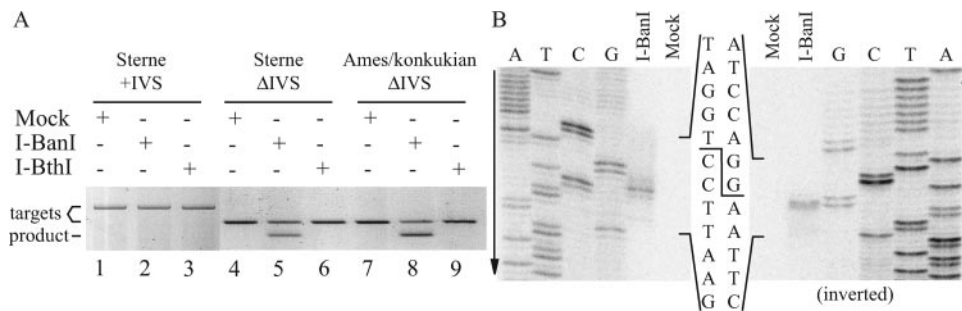 A
Sterne
+IVS
Sterne
ΔIVS
Ames/konkukian
ΔIVS
Mock + - - + - - + - -
I-BanI - + - - + - - + -
I-BthI - - + - - + - - +
targets
product
1 2 3 4 5 6 7 8 9
B
A T C G I-BanI Mock
T A
A T
G C
G C
T A
C G
C G
T A
T A
A T
A T
G C
Mock I-BanI G C T A
(inverted)